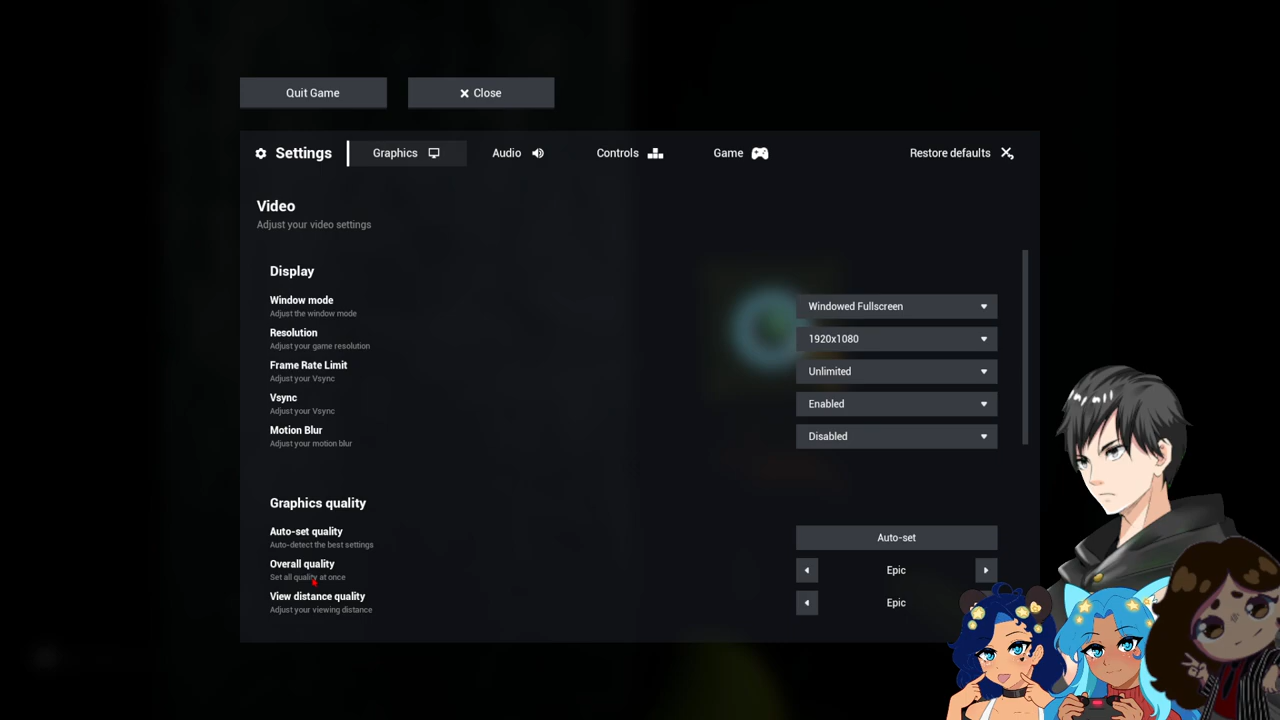 Quit Game
Close
Settings
Graphics
Audio
Controls
Game
Restore defaults
Video
Adjust your video settings
Display
Window mode
Adjust the window mode
Windowed Fullscreen
Resolution
Adjust your game resolution
1920x1080
Frame Rate Limit
Adjust your Vsync
Unlimited
Vsync
Adjust your Vsync
Enabled
Motion Blur
Adjust your motion blur
Disabled
Graphics quality
Auto-set quality
Auto-detect the best settings
Auto-set
Overall quality
Set all quality at once
Epic
View distance quality
Adjust your viewing distance
Epic